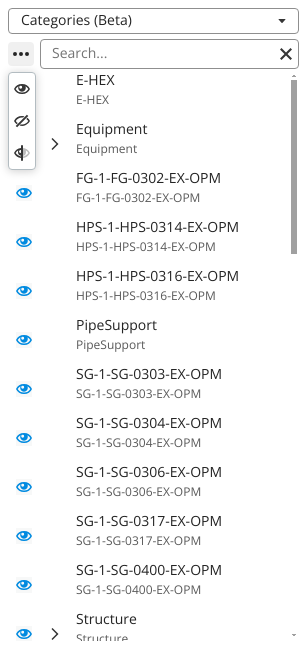 Categories (Beta)
Search...
E-HEX
E-HEX
Equipment
Equipment
FG-1-FG-0302-EX-OPM
FG-1-FG-0302-EX-OPM
HPS-1-HPS-0314-EX-OPM
HPS-1-HPS-0314-EX-OPM
HPS-1-HPS-0316-EX-OPM
HPS-1-HPS-0316-EX-OPM
PipeSupport
PipeSupport
SG-1-SG-0303-EX-OPM
SG-1-SG-0303-EX-OPM
SG-1-SG-0304-EX-OPM
SG-1-SG-0304-EX-OPM
SG-1-SG-0306-EX-OPM
SG-1-SG-0306-EX-OPM
SG-1-SG-0317-EX-OPM
SG-1-SG-0317-EX-OPM
SG-1-SG-0400-EX-OPM
SG-1-SG-0400-EX-OPM
Structure
Structure